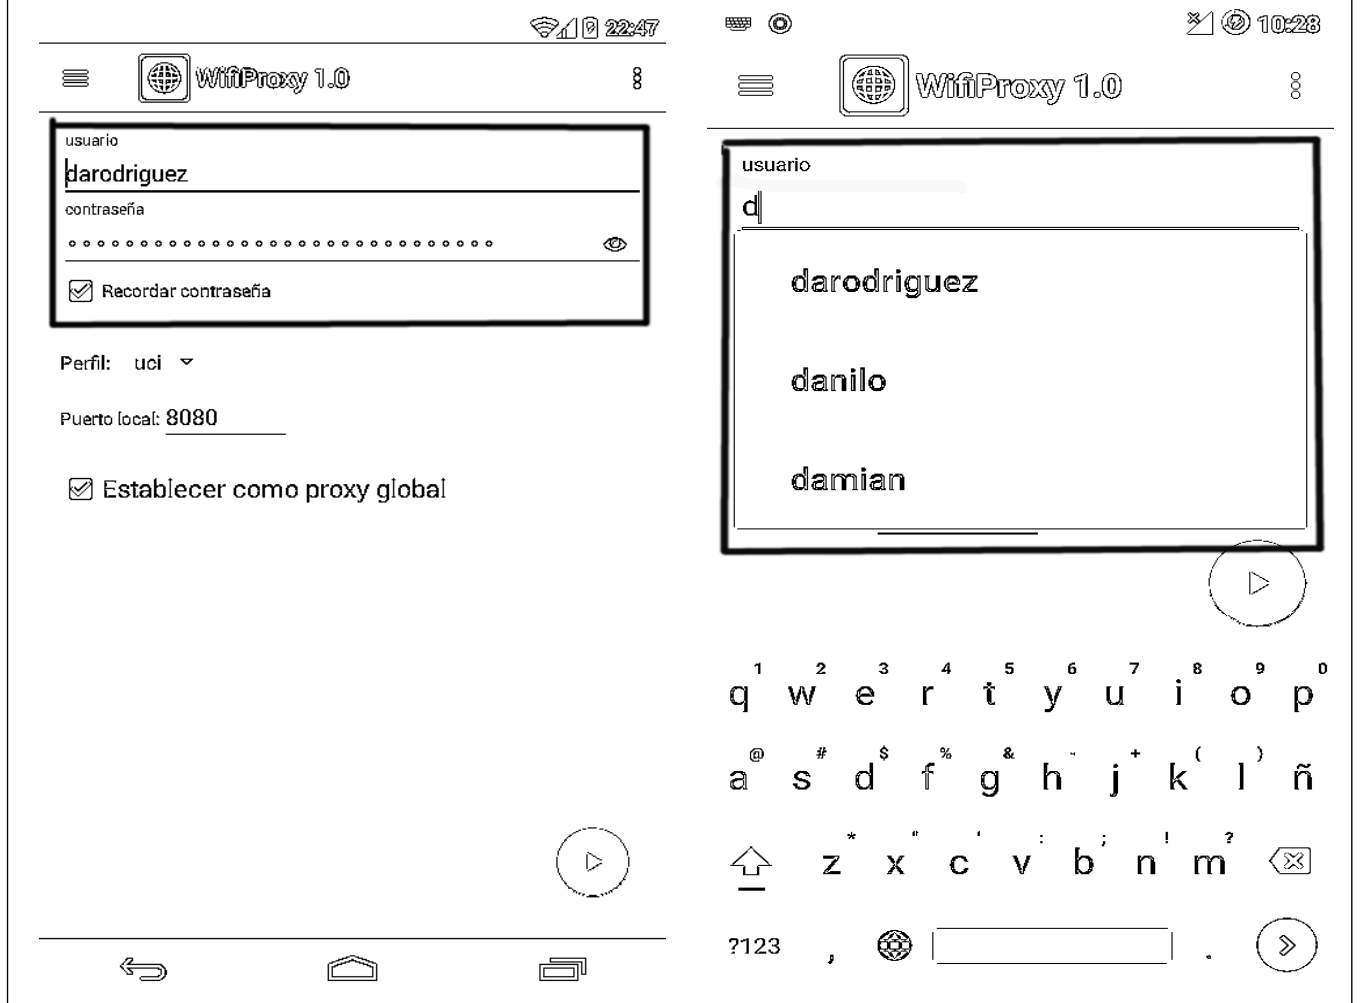 22:47
WifiProxy 1.0
usuario
darodriguez
contraseña
Recordar contraseña
Perfil: uci
Puerto local: 8080
Establecer como proxy global
10:28
WifiProxy 1.0
usuario
d
darodriguez
danilo
damian
1 2 3 4 5 6 7 8 9 0
q w e r t y u i o p
@ # $ % & - + ( )
a s d f g h j k l ñ
* " ' : ; ! ?
z x c v b n m
?123 , .